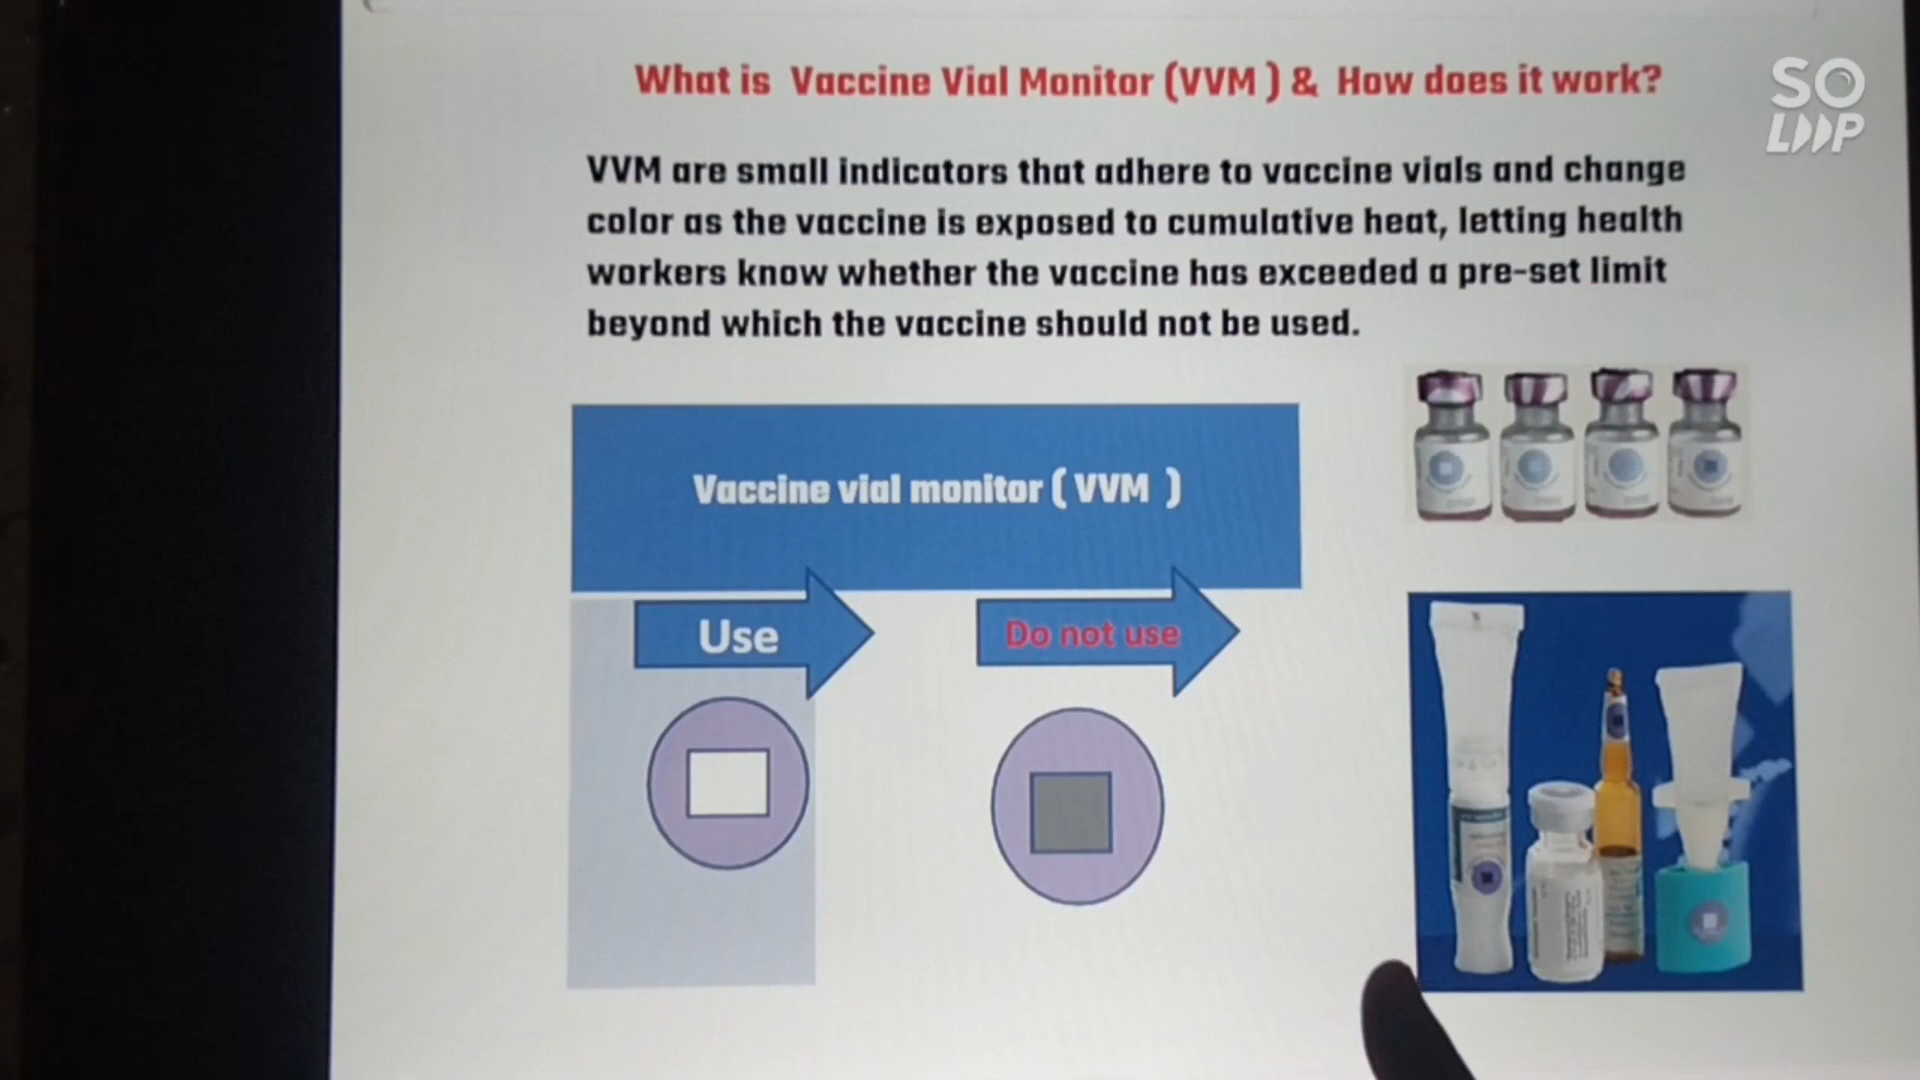 What is Vaccine Vial Monitor (VVM ) & How does it work?
SO
LOOP
VVM are small indicators that adhere to vaccine vials and change
color as the vaccine is exposed to cumulative heat, letting health
workers know whether the vaccine has exceeded a pre-set limit
beyond which the vaccine should not be used.
Vaccine vial monitor ( VVM )
Use
Do not use